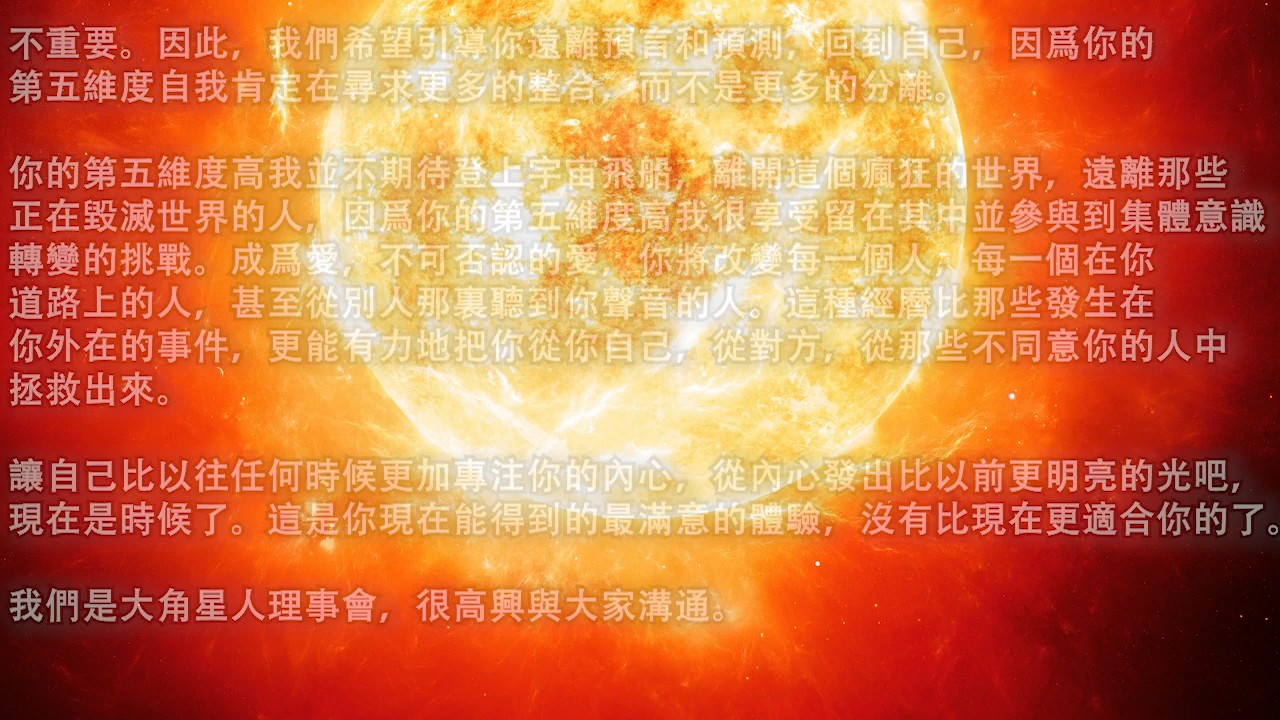 不重要。因此，我們希望引導你遠離預言和預測，回到自己，因爲你的
第五維度自我肯定在尋求更多的整合，而不是更多的分離。
你的第五維度高我並不期待登上宇宙飛船，離開這個瘋狂的世界，遠離那些
正在毀滅世界的人，因爲你的第五維度高我很享受留在其中並參與到集體意識
轉變的挑戰。成爲愛，不可否認的愛，你將改變每一個人，每一個在你
道路上的人，甚至從別人那裏聽到你聲音的人。這種經曆比那些發生在
你外在的事件，更能有力地把你從你自己，從對方，從那些不同意你的人中
拯救出來。
讓自己比以往任何時候更加專注你的內心，從內心發出比以前更明亮的光吧，
現在是時候了。這是你現在能得到的最滿意的體驗，沒有比現在更適合你的了。
我們是大角星人理事會，很高興與大家溝通。